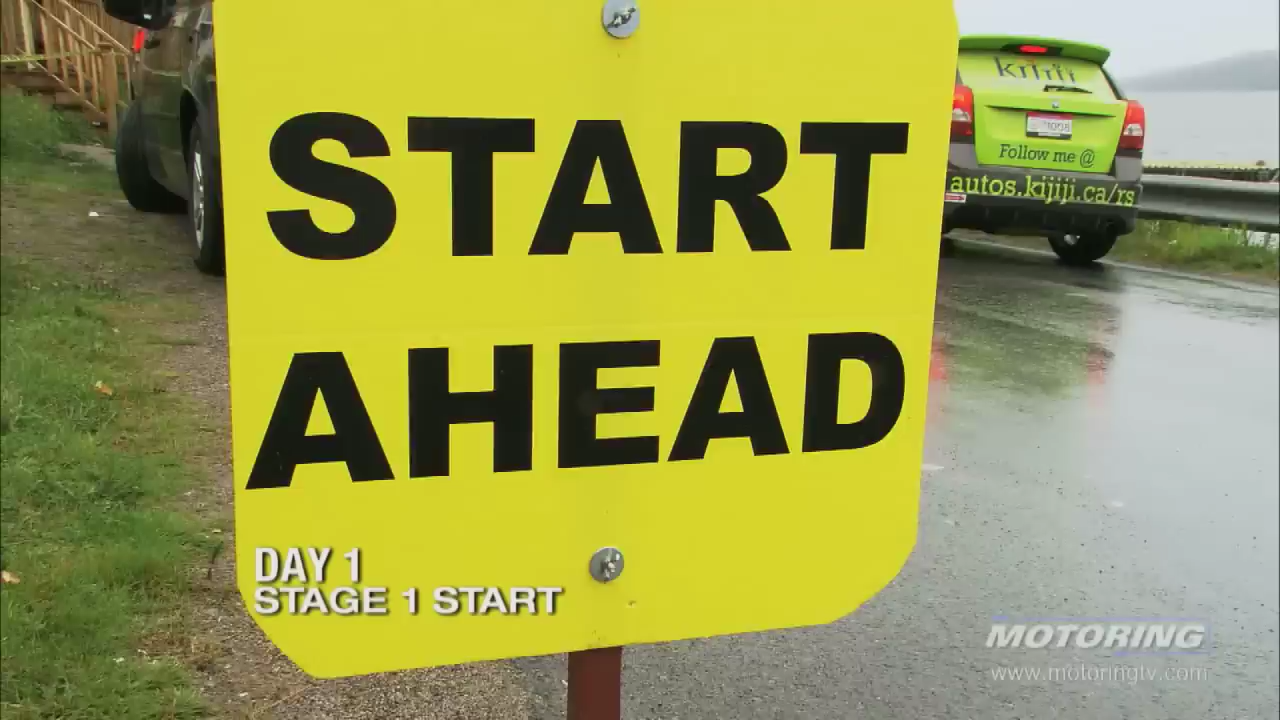 START
AHEAD
kijiji
Follow me @
autos.kijiji.ca/rs
DAY 1
STAGE 1 START
MOTORING
www.motoringtv.com